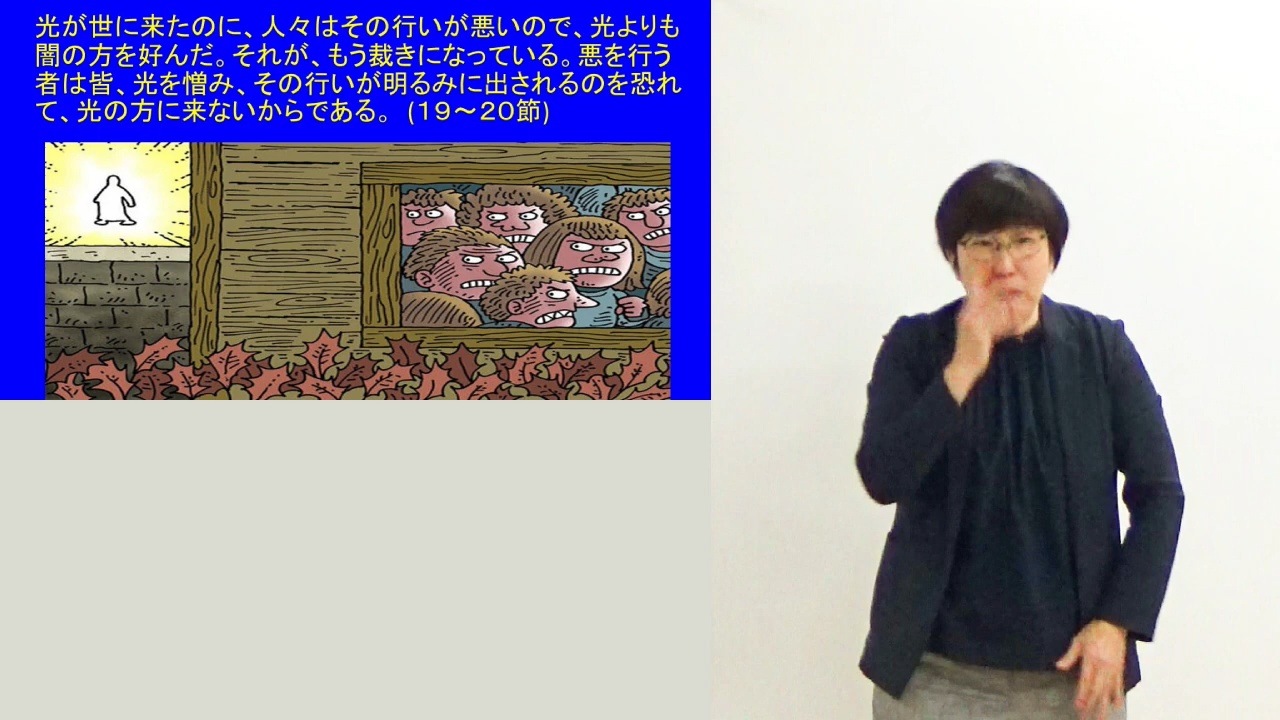 光が世に来たのに、人々はその行いが悪いので、光よりも
闇の方を好んだ。それが、もう裁きになっている。悪を行う
者は皆、光を憎み、その行いが明るみに出されるのを恐れ
て、光の方に来ないからである。 (１９～２０節)